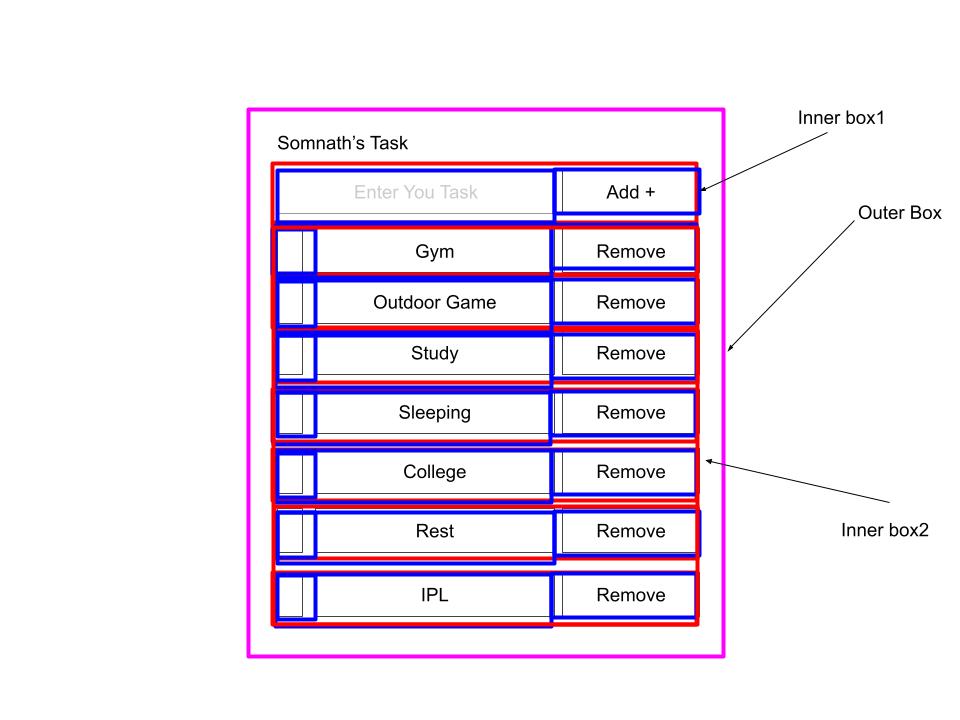 Inner box1
Somnath's Task
Enter You Task
Add +
Outer Box
Gym
Remove
Outdoor Game
Remove
Study
Remove
Sleeping
Remove
College
Remove
Rest
Remove
Inner box2
IPL
Remove